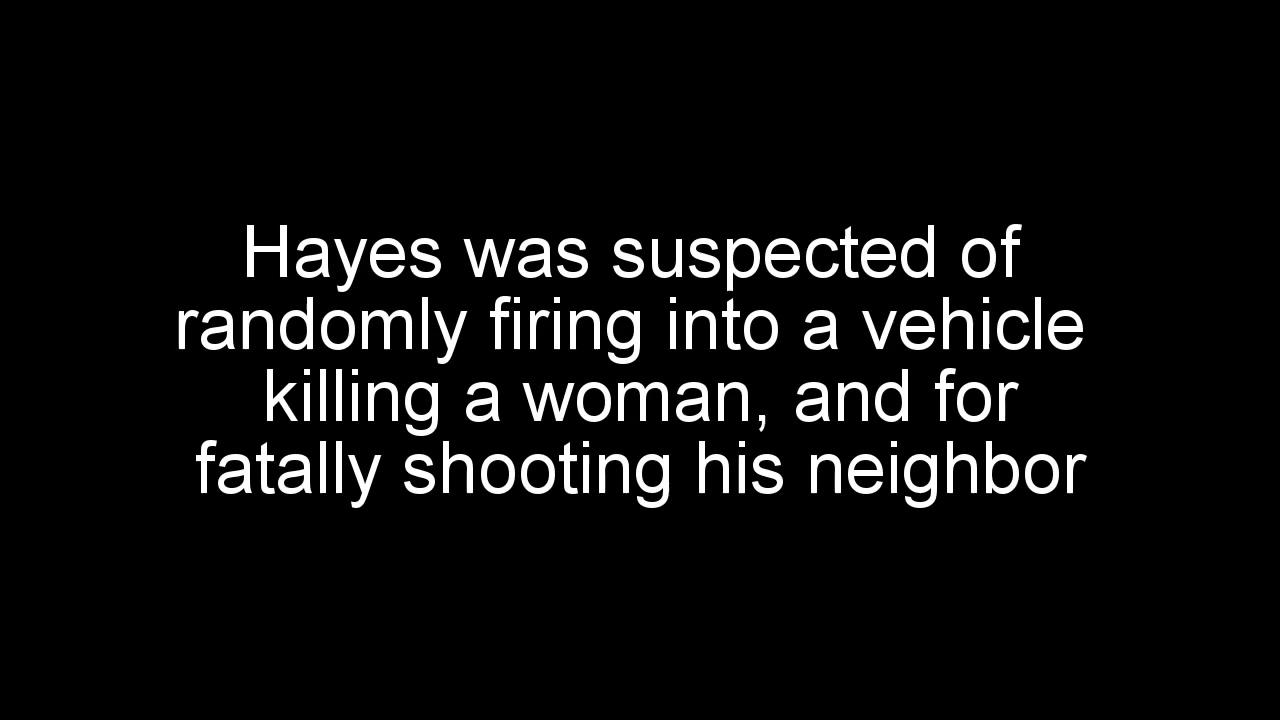 Hayes was suspected of
randomly firing into a vehicle
killing a woman, and for
fatally shooting his neighbor